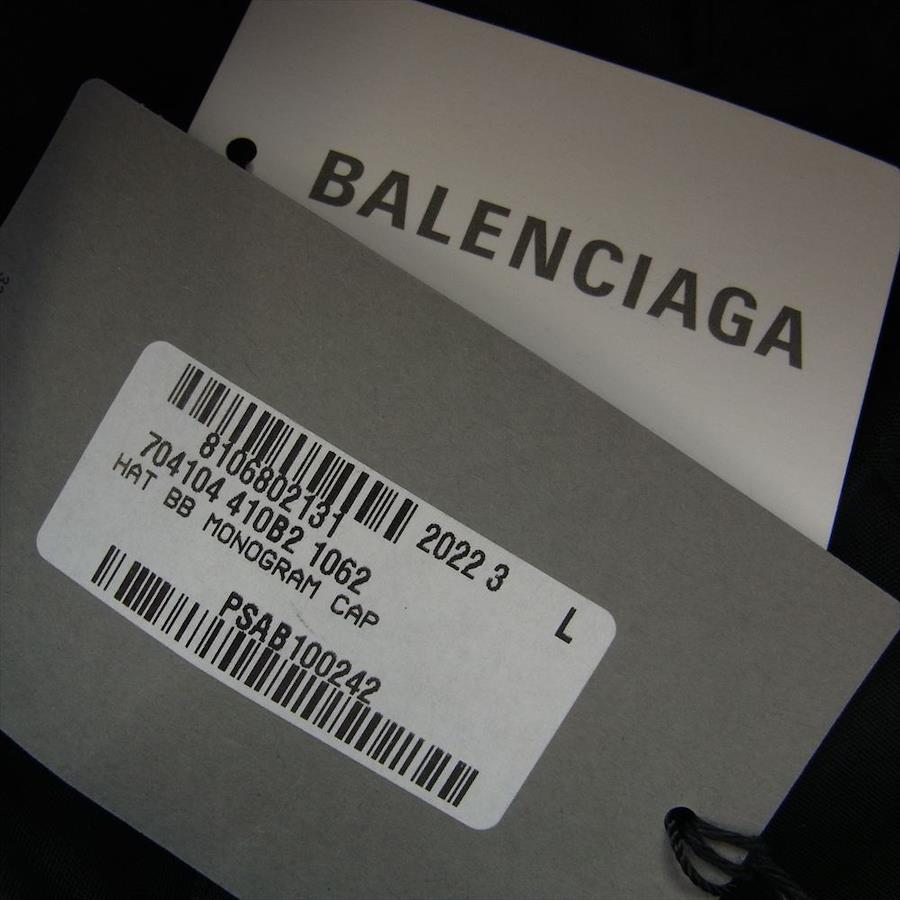 BALENCIAGA
8106802131
2022 3
704104 410B2 1062
HAT BB MONOGRAM CAP
L
PSAB100242